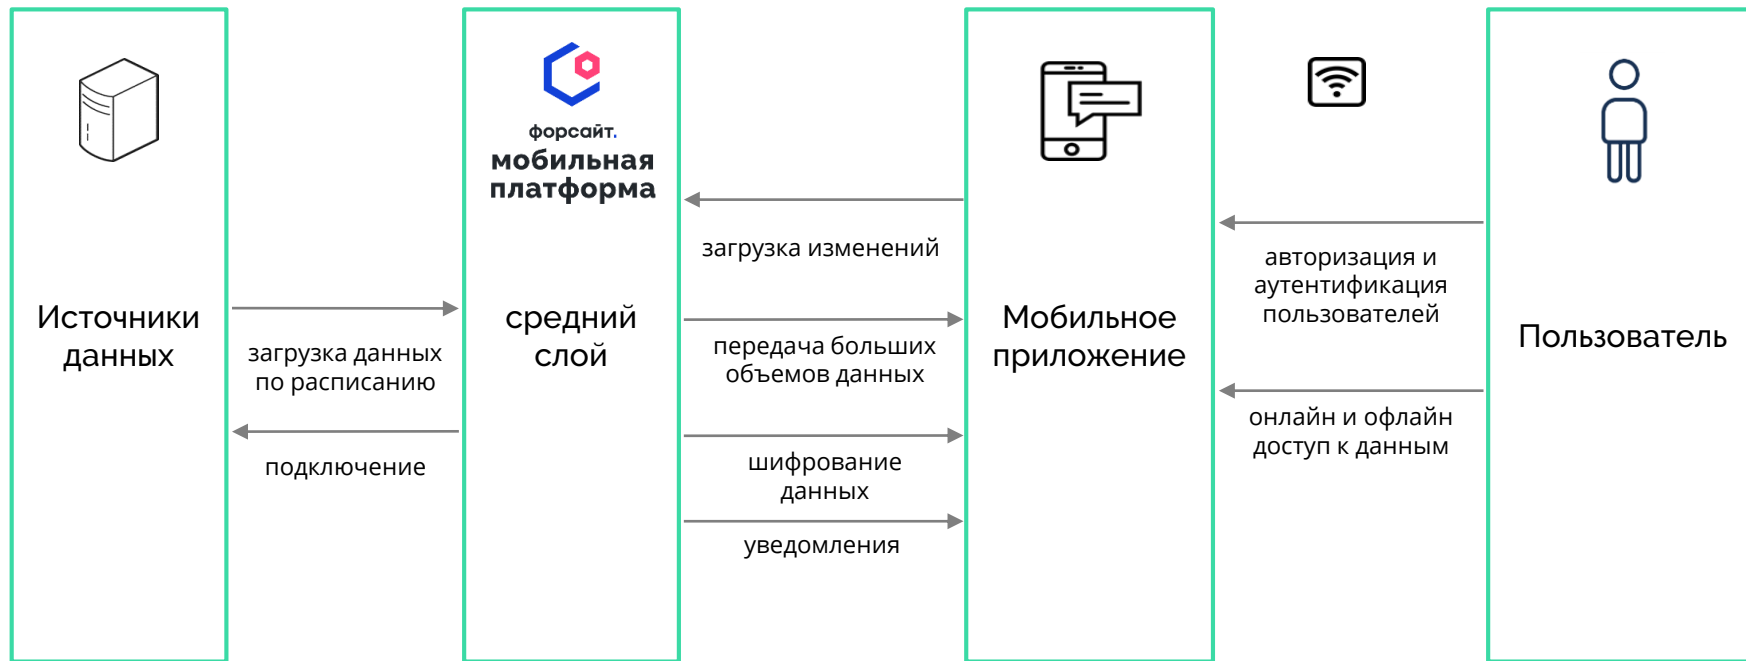 форсайт.
мобильная
платформа
Источники
данных
загрузка данных
по расписанию
подключение
средний
слой
загрузка изменений
передача больших
объемов данных
шифрование
данных
уведомления
Мобильное
приложение
авторизация и
аутентификация
пользователей
онлайн и офлайн
доступ к данным
Пользователь